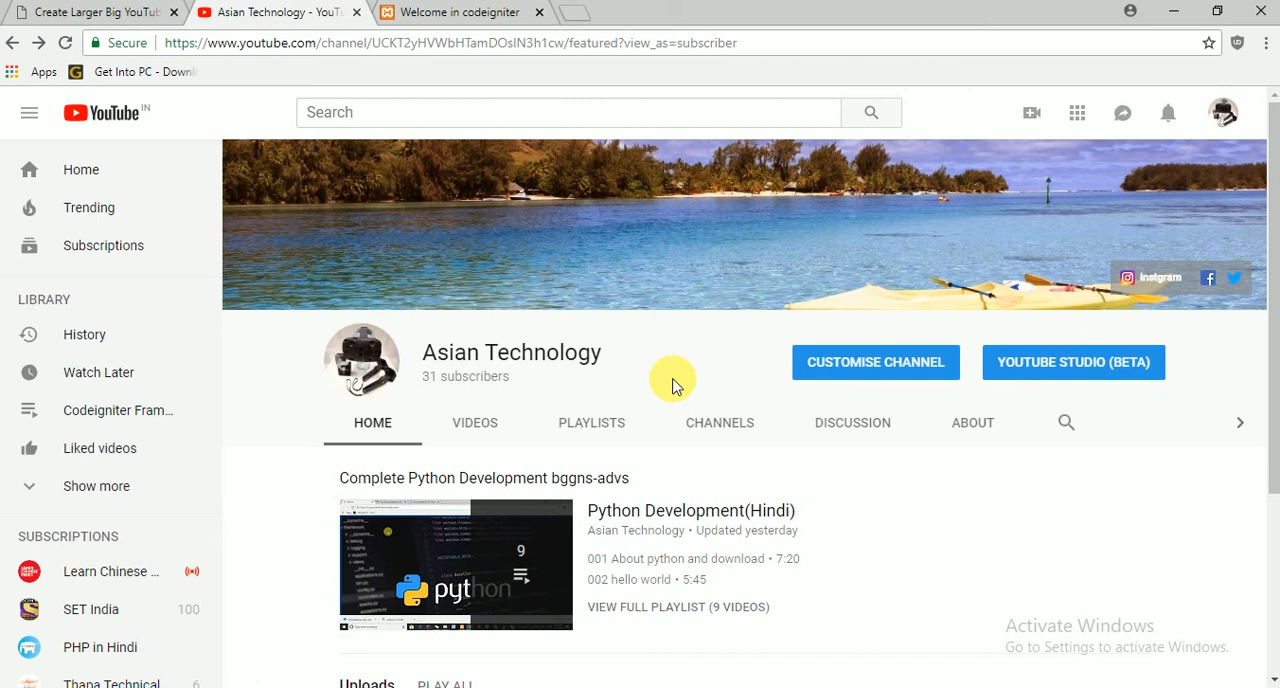 Create Larger Big YouTub
Asian Technology - YouTu
Welcome in codeigniter
Secure
https://www.youtube.com/channel/UCKT2yHVWbHTamDOsIN3h1cw/featured?view_as=subscriber
Apps
Get Into PC - Downl
YouTube IN
Search
Home
Trending
Subscriptions
instgram
LIBRARY
History
Watch Later
Codeigniter Fram...
Liked videos
Show more
Asian Technology
31 subscribers
CUSTOMISE CHANNEL
YOUTUBE STUDIO (BETA)
HOME
VIDEOS
PLAYLISTS
CHANNELS
DISCUSSION
ABOUT
Complete Python Development bggns-advs
9
python
Python Development(Hindi)
Asian Technology • Updated yesterday
001 About python and download • 7:20
002 hello world • 5:45
VIEW FULL PLAYLIST (9 VIDEOS)
SUBSCRIPTIONS
Learn Chinese ...
SET India
100
PHP in Hindi
Thapa Technical
6
Activate Windows
Go to Settings to activate Windows.
Uploads
PLAY ALL